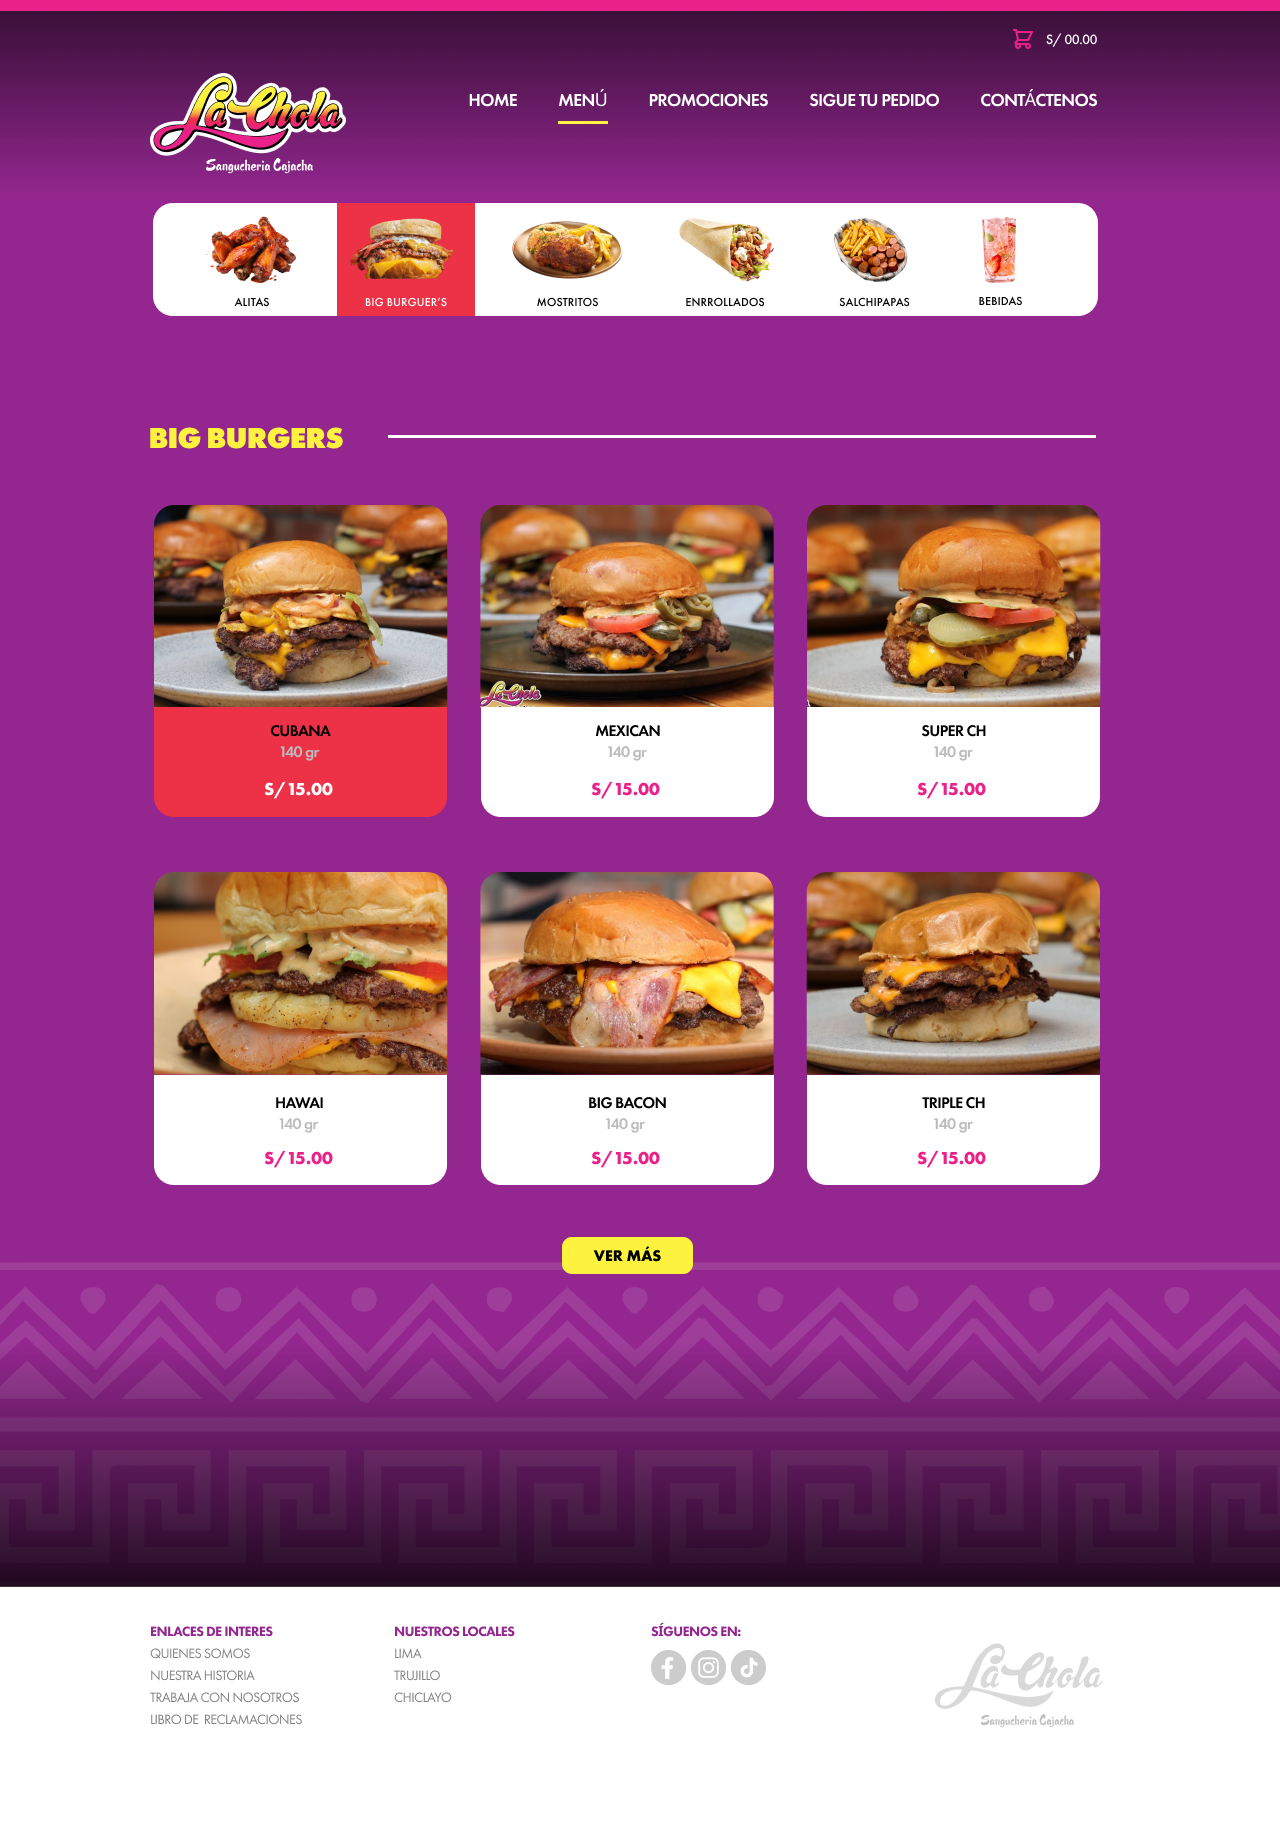 S/ 00.00
La Chola
Sangucheria Cajacha
HOME MENÚ PROMOCIONES SIGUE TU PEDIDO CONTÁCTENOS
ALITAS BIG BURGUER'S MOSTRITOS ENRROLLADOS SALCHIPAPAS BEBIDAS
BIG BURGERS
La Chola
CUBANA
140 gr
S/ 15.00
MEXICAN
140 gr
S/ 15.00
SUPER CH
140 gr
S/ 15.00
HAWAI
140 gr
S/ 15.00
BIG BACON
140 gr
S/ 15.00
TRIPLE CH
140 gr
S/ 15.00
VER MÁS
ENLACES DE INTERES
QUIENES SOMOS
NUESTRA HISTORIA
TRABAJA CON NOSOTROS
LIBRO DE RECLAMACIONES
NUESTROS LOCALES
LIMA
TRUJILLO
CHICLAYO
SÍGUENOS EN:
La Chola
Sangucheria Cajacha